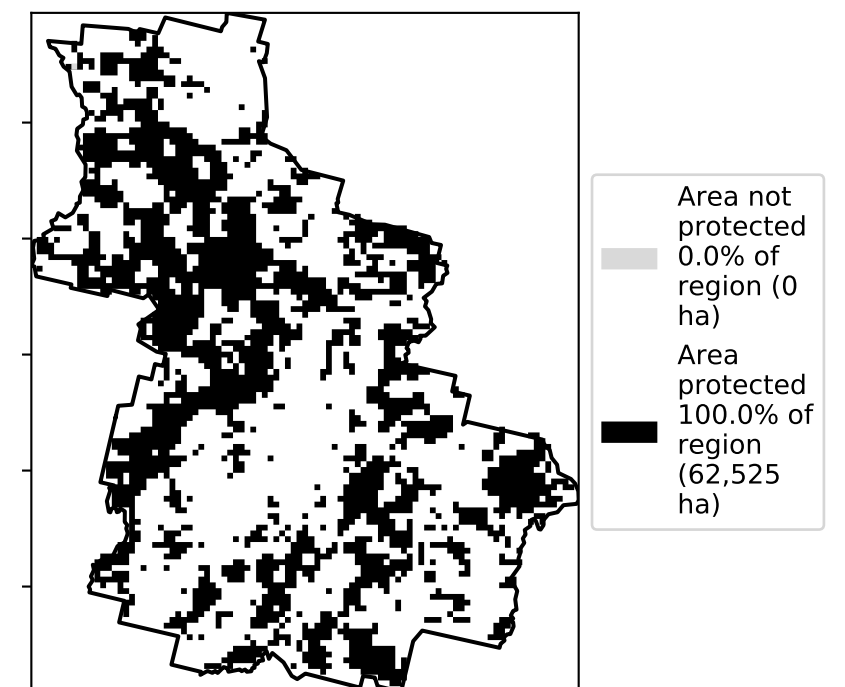 Area not
protected
0.0% of
region (0
ha)
Area
protected
100.0% of
region
(62,525
ha)